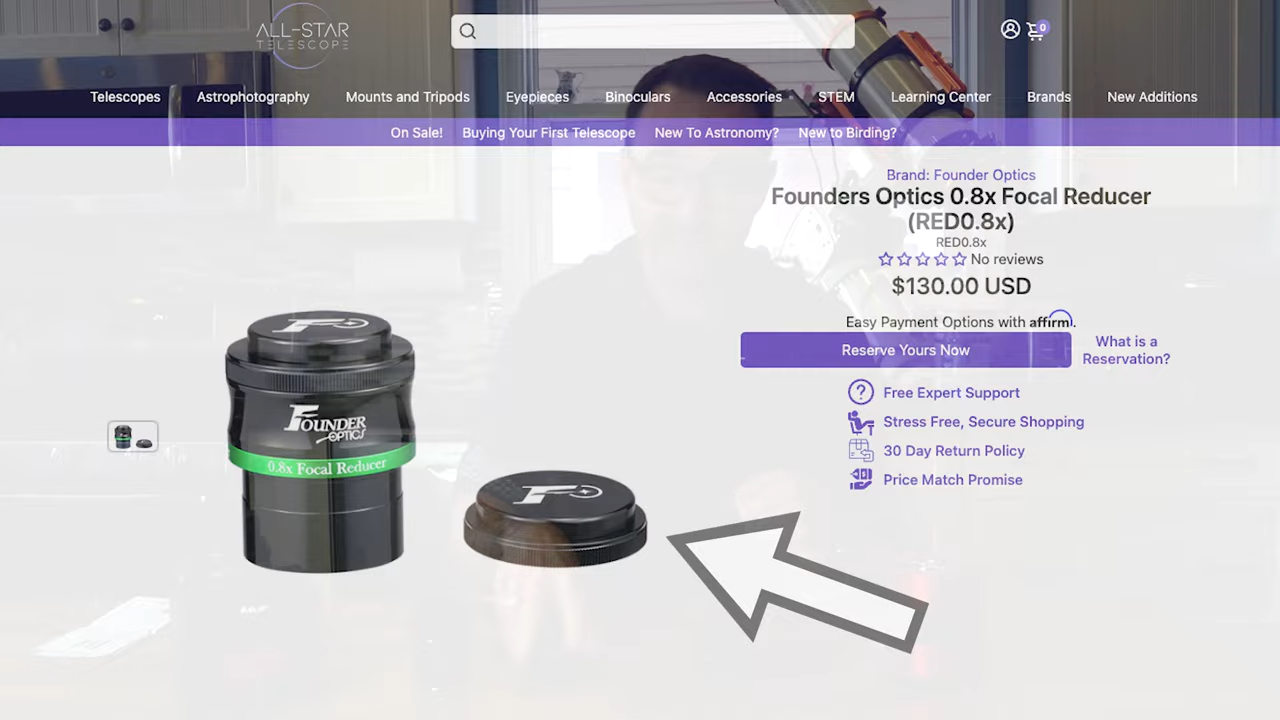 ALL-STAR
TELESCOPE
0
Telescopes Astrophotography Mounts and Tripods Eyepieces Binoculars Accessories STEM Learning Center Brands New Additions
On Sale! Buying Your First Telescope New To Astronomy? New to Birding?
Brand: Founder Optics
Founders Optics 0.8x Focal Reducer
(RED0.8x)
RED0.8x
No reviews
$130.00 USD
Easy Payment Options with affirm.
Reserve Yours Now
What is a
Reservation?
Free Expert Support
Stress Free, Secure Shopping
30 Day Return Policy
Price Match Promise
FOUNDER
OPTICS
0.8x Focal Reducer